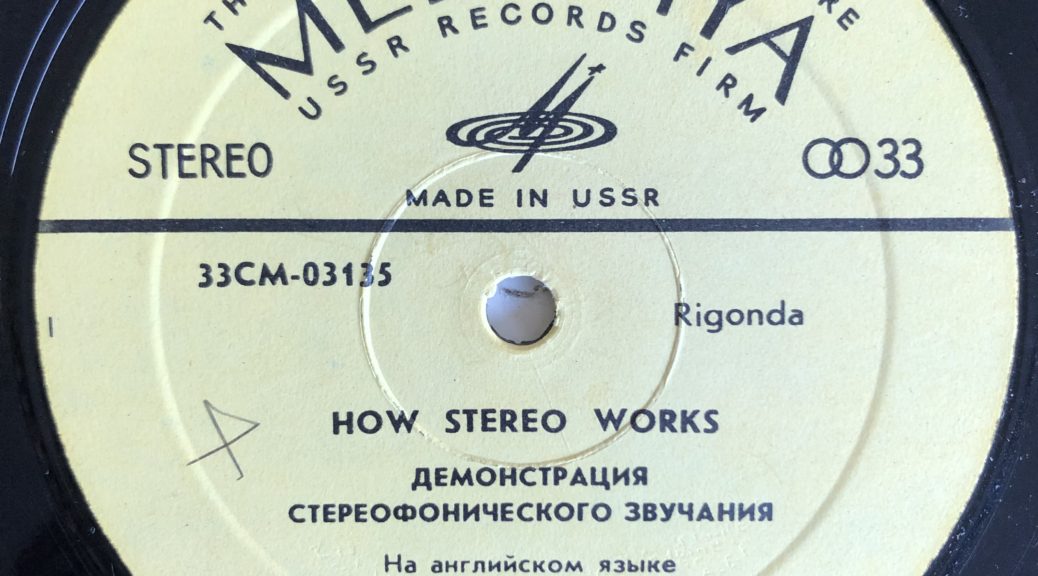 USSR RECORDS FIRM
STEREO
33
MADE IN USSR
33CM-03135
Rigonda
HOW STEREO WORKS
ДЕМОНСТРАЦИЯ
СТЕРЕОФОНИЧЕСКОГО ЗВУЧАНИЯ
На английском языке